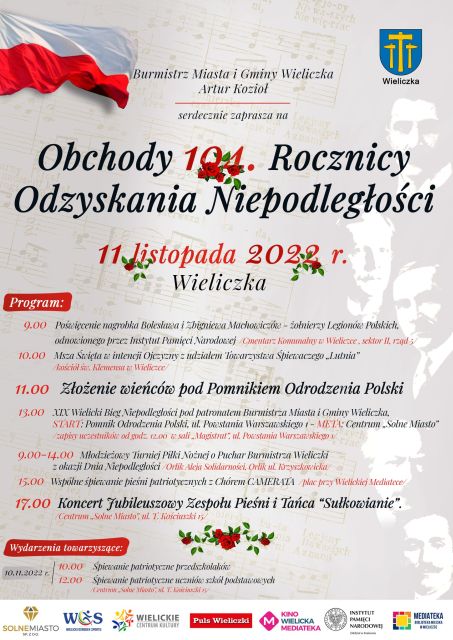 Wieliczka
Burmistrz Miasta i Gminy Wieliczka
Artur Kozioł
serdecznie zaprasza na
Obchody 104. Rocznicy
Odzyskania Niepodległości
11 listopada 2022 r.
Wieliczka
Program:
9.00 Poświęcenie nagrobka Bolesława i Zbigniewa Machowiczów - żołnierzy Legionów Polskich,
odnowionego przez Instytut Pamięci Narodowej /Cmentarz Komunalny w Wieliczce, sektor II, rząd 5/
10.00 Msza Święta w intencji Ojczyzny z udziałem Towarzystwa Śpiewaczego „Lutnia”
/kościół św. Klemensa w Wieliczce/
11.00 Złożenie wieńców pod Pomnikiem Odrodzenia Polski
13.00 XIX Wielicki Bieg Niepodległości pod patronatem Burmistrza Miasta i Gminy Wieliczka,
START: Pomnik Odrodzenia Polski, ul. Powstania Warszawskiego 1 - META: Centrum „Solne Miasto”
/zapisy uczestników od godz. 12.00 w sali „Magistrat”, ul. Powstania Warszawskiego 1/
9.00-14.00 Młodzieżowy Turniej Piłki Nożnej o Puchar Burmistrza Wieliczki
z okazji Dnia Niepodległości /Orlik Aleja Solidarności, Orlik ul. Krzyszkowicka/
15.00 Wspólne śpiewanie pieśni patriotycznych z Chórem CAMERATA /plac przy Wielickiej Mediatece/
17.00 Koncert Jubileuszowy Zespołu Pieśni i Tańca “Sułkowianie”.
/Centrum „Solne Miasto”, ul. T. Kościuszki 15/
Wydarzenia towarzyszące:
10.11.2022 r. 10.00 Śpiewanie patriotyczne przedszkolaków
12.00 Śpiewanie patriotyczne uczniów szkół podstawowych
/Centrum „Solne Miasto”, ul. T. Kościuszki 15/
SOLNEMIASTO
WCS
WIELICKIE
CENTRUM KULTURY
Puls Wieliczki
KINO
WIELICKA
MEDIATEKA
INSTYTUT
PAMIĘCI
NARODOWEJ
MEDIATEKA